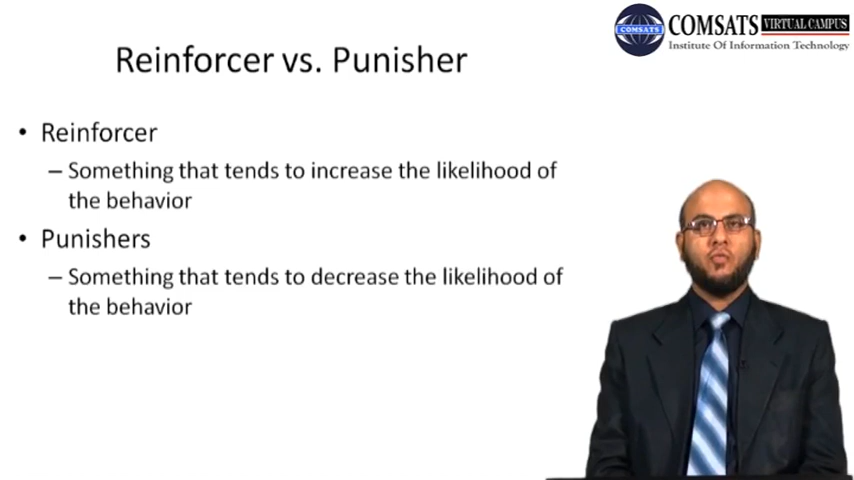 COMSATS VIRTUAL CAMPUS
COMSATS
Institute Of Information Technology
Reinforcer vs. Punisher
• Reinforcer
– Something that tends to increase the likelihood of
the behavior
• Punishers
– Something that tends to decrease the likelihood of
the behavior